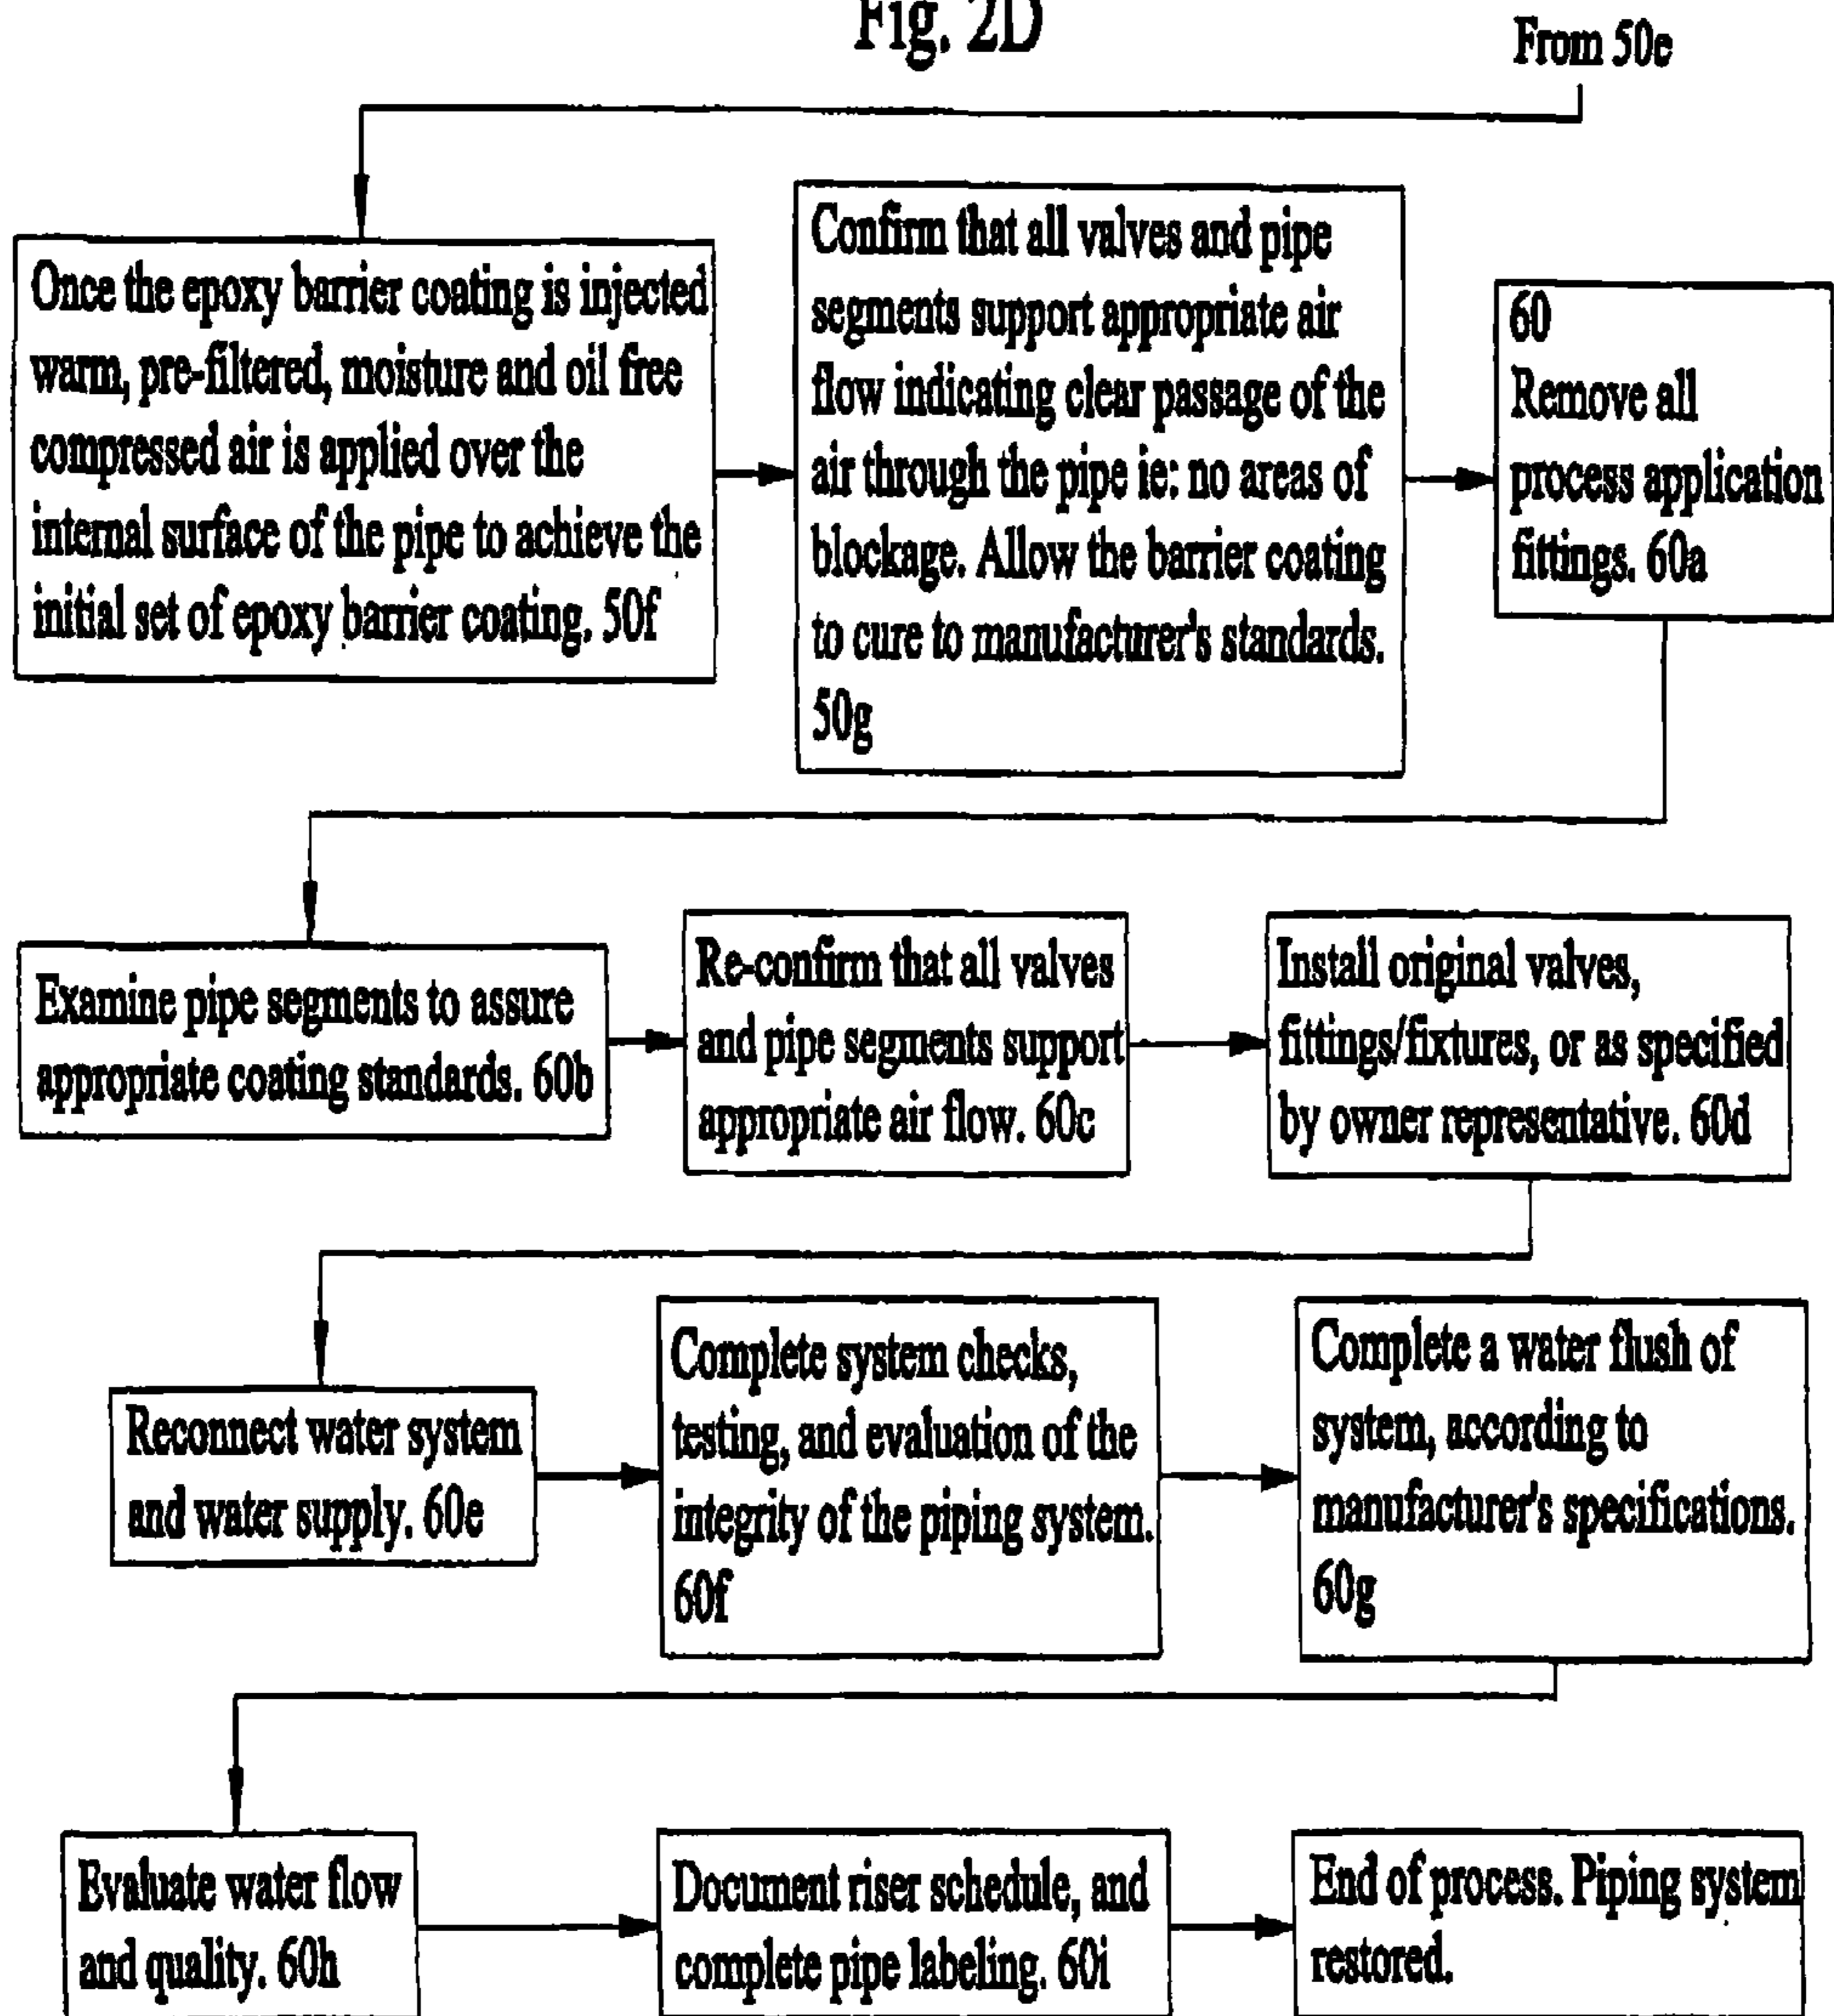 Fig. 2D
From 50e
Once the epoxy barrier coating is injected
warm, pre-filtered, moisture and oil free
compressed air is applied over the
internal surface of the pipe to achieve the
initial set of epoxy barrier coating. 50f
Confirm that all valves and pipe
segments support appropriate air
flow indicating clear passage of the
air through the pipe ie: no areas of
blockage. Allow the barrier coating
to cure to manufacturer's standards.
50g
60
Remove all
process application
fittings. 60a
Examine pipe segments to assure
appropriate coating standards. 60b
Re-confirm that all valves
and pipe segments support
appropriate air flow. 60c
Install original valves,
fittings/fixtures, or as specified
by owner representative. 60d
Reconnect water system
and water supply. 60e
Complete system checks,
testing, and evaluation of the
integrity of the piping system.
60f
Complete a water flush of
system, according to
manufacturer's specifications.
60g
Evaluate water flow
and quality. 60h
Document riser schedule, and
complete pipe labeling. 60i
End of process. Piping system
restored.